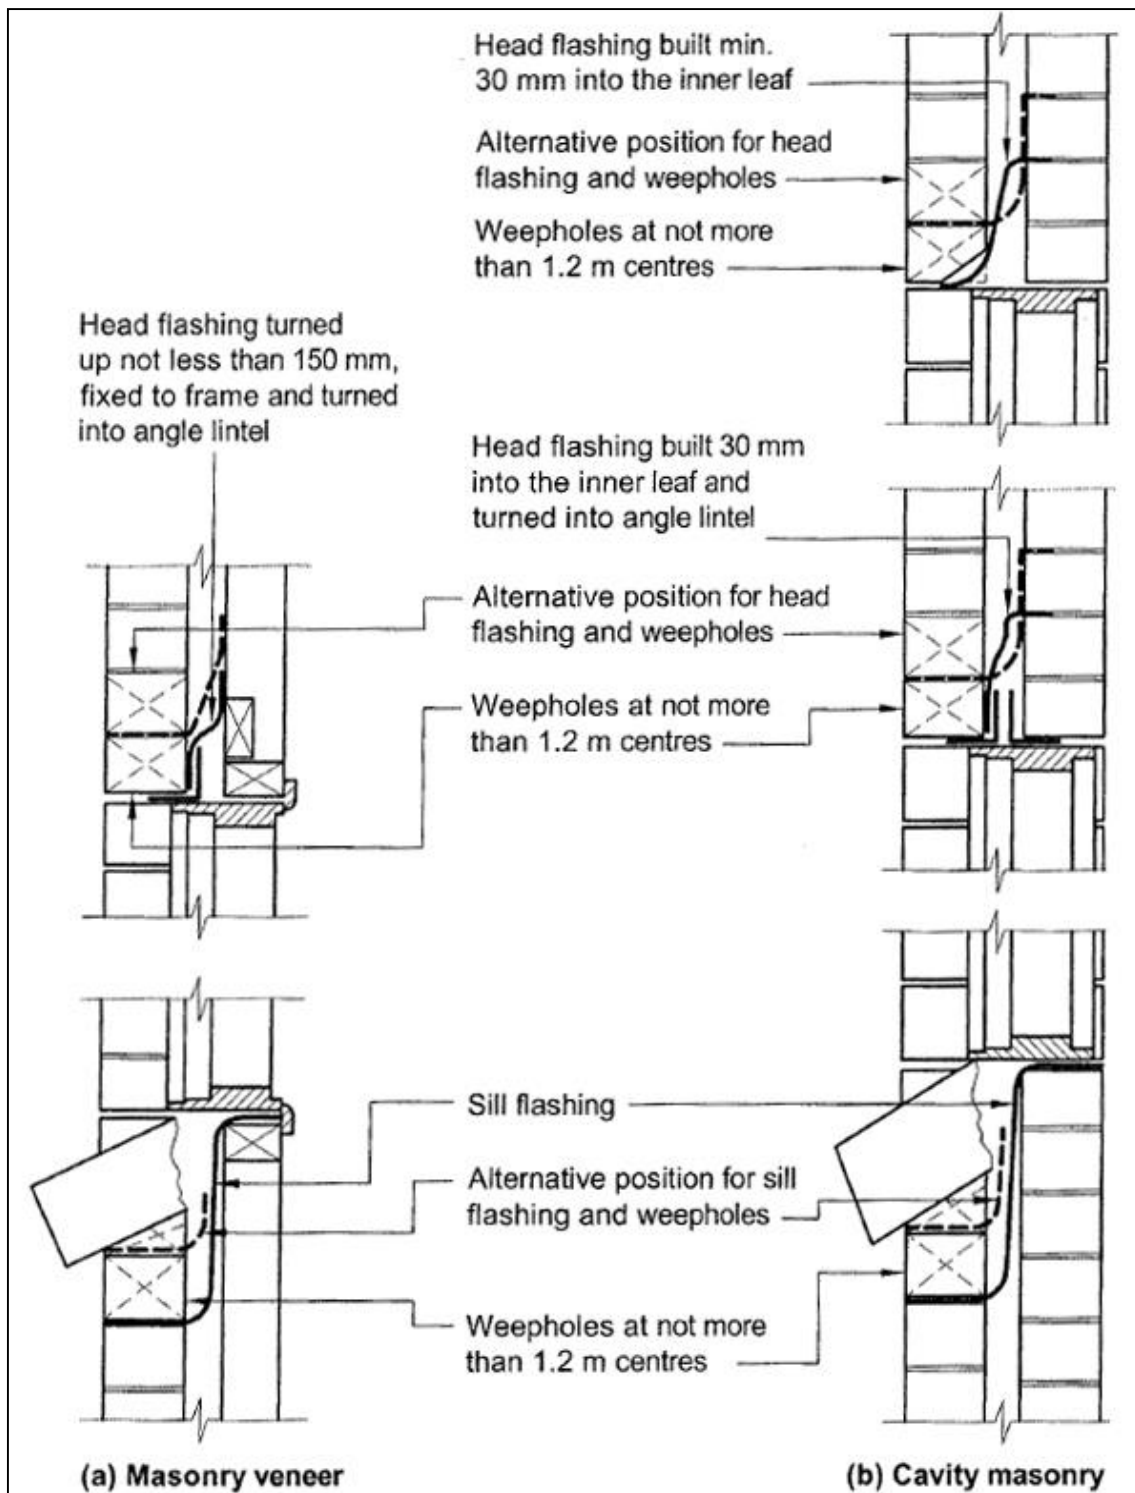 Head flashing built min.
30 mm into the inner leaf
Alternative position for head
flashing and weepholes
Weepholes at not more
than 1.2 m centres
Head flashing turned
up not less than 150 mm,
fixed to frame and turned
into angle lintel
Head flashing built 30 mm
into the inner leaf and
turned into angle lintel
Alternative position for head
flashing and weepholes
Weepholes at not more
than 1.2 m centres
Sill flashing
Alternative position for sill
flashing and weepholes
Weepholes at not more
than 1.2 m centres
(a) Masonry veneer
(b) Cavity masonry